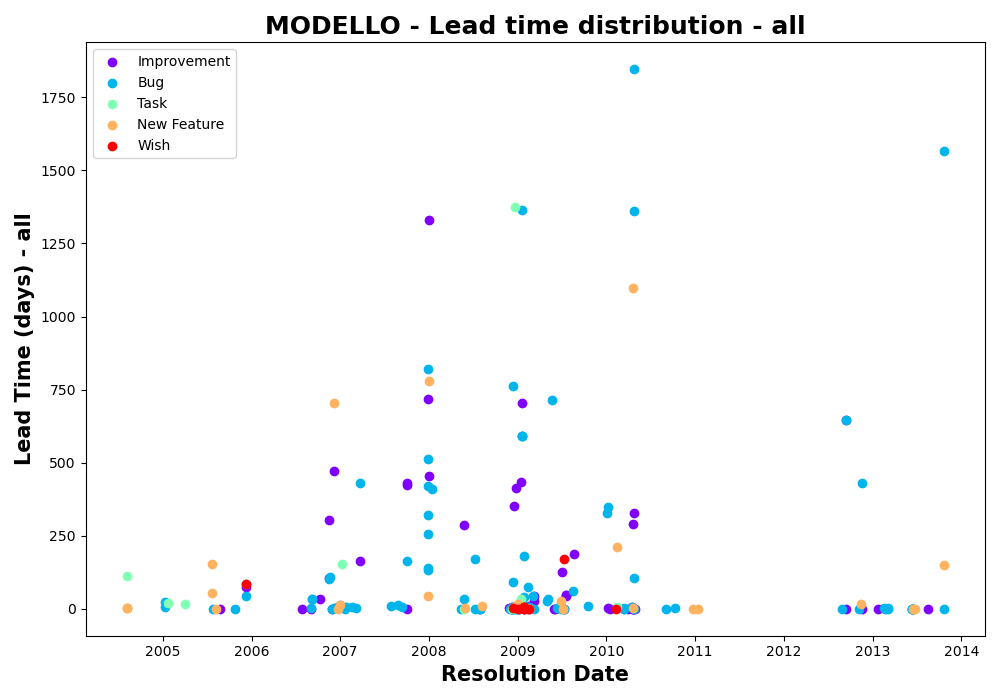 MODELLO - Lead time distribution - all
Improvement
Bug
Task
New Feature
Wish
Lead Time (days) - all
1750
1500
1250
1000
750
500
250
0
2005 2006 2007 2008 2009 2010 2011 2012 2013 2014
Resolution Date